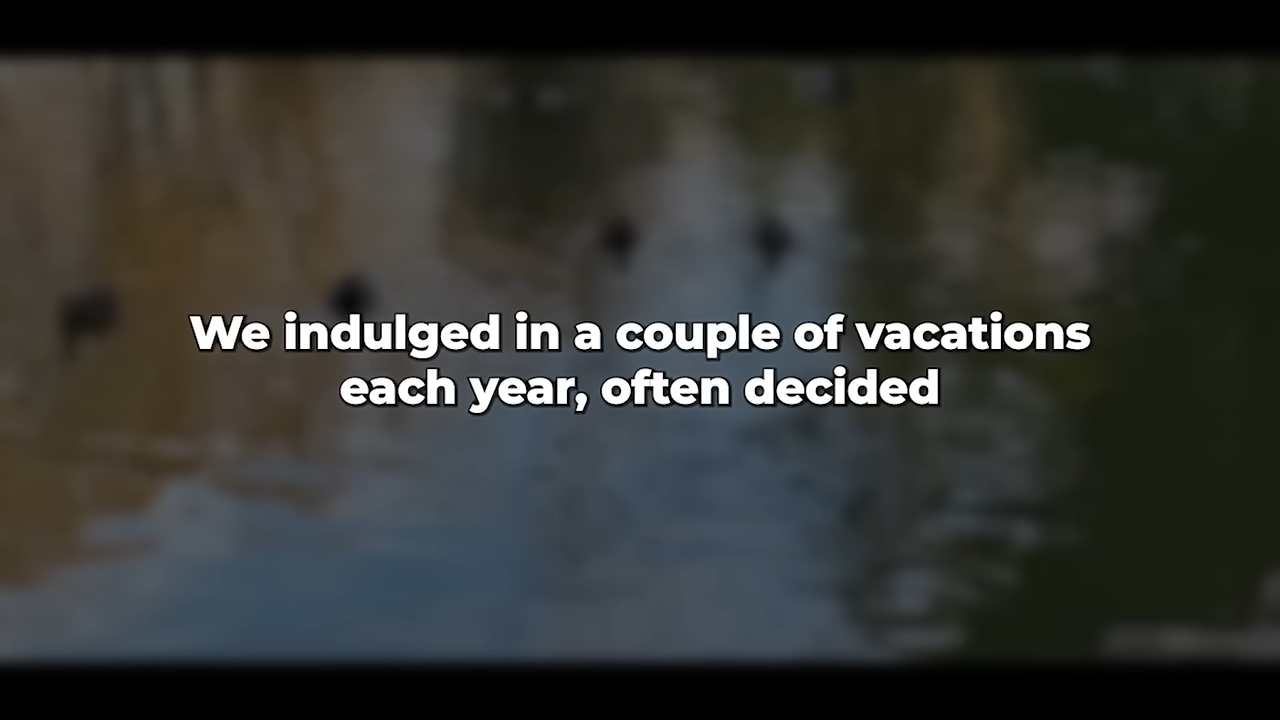 We indulged in a couple of vacations
each year, often decided